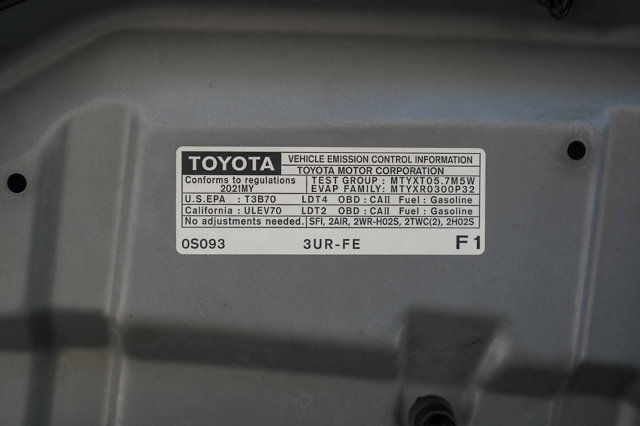 TOYOTA VEHICLE EMISSION CONTROL INFORMATION
TOYOTA MOTOR CORPORATION
Conforms to regulations TEST GROUP : MTYXT05.7M5W
2021MY EVAP FAMILY: MTYXR0300P32
U.S.EPA : T3B70 LDT4 OBD : CAII Fuel : Gasoline
California : ULEV70 LDT2 OBD : CAII Fuel : Gasoline
No adjustments needed. SFI, 2AIR, 2WR-HO2S, 2TWC(2), 2HO2S
0S093 3UR-FE F1